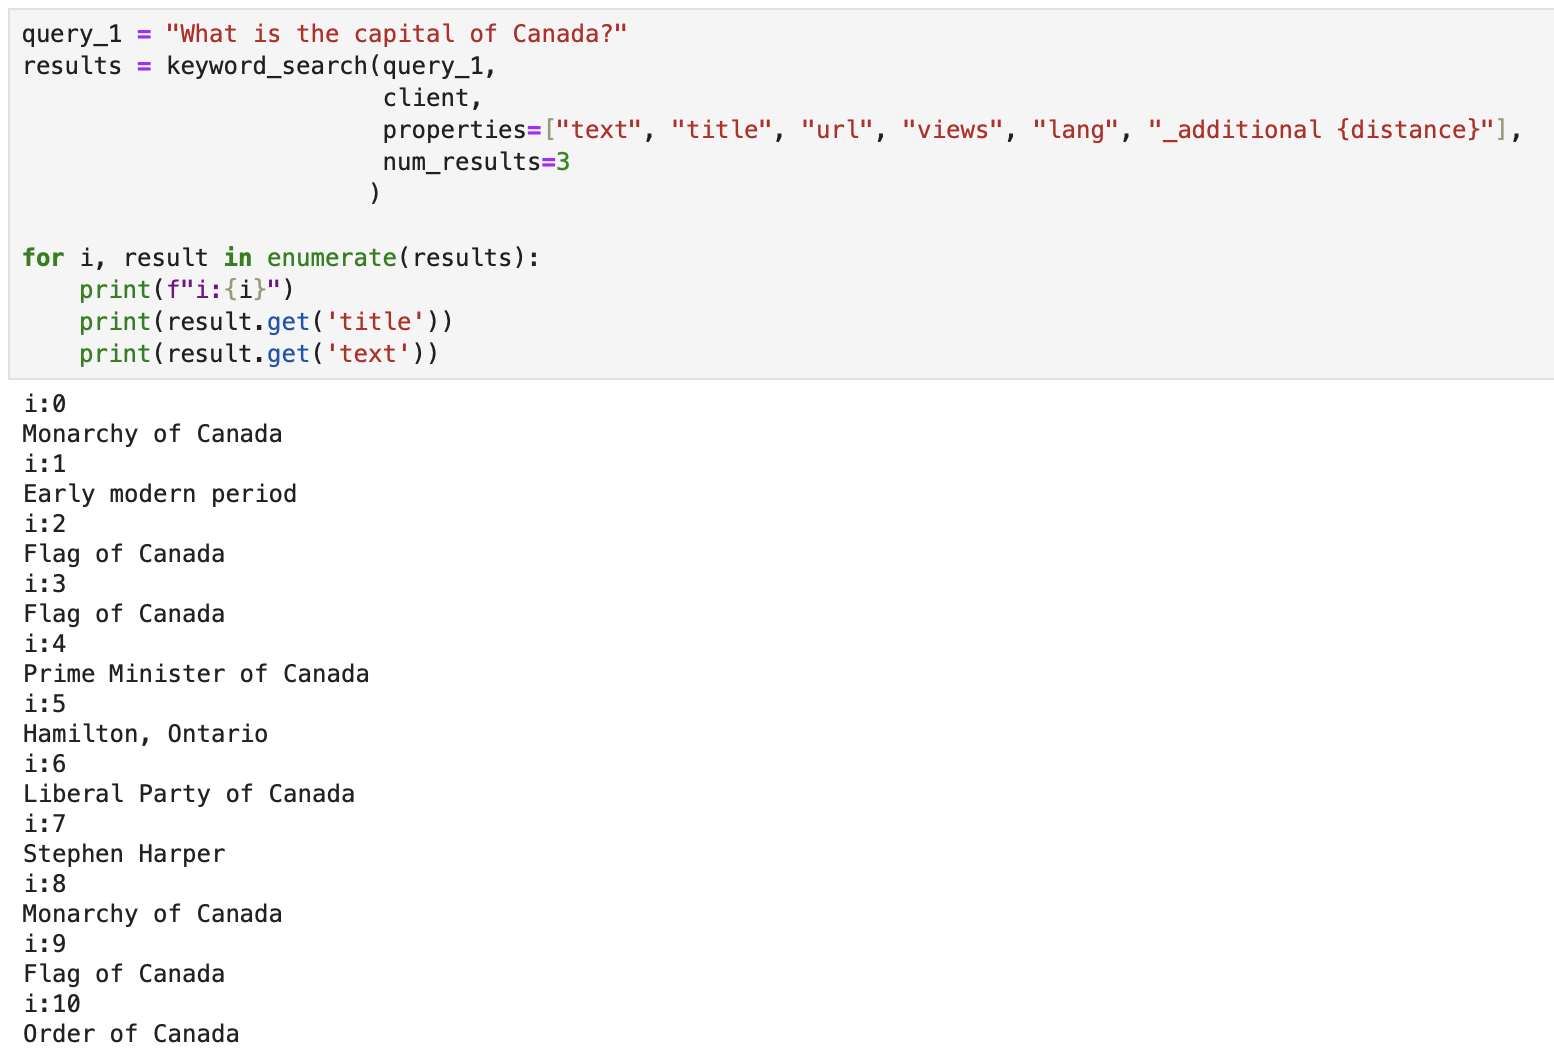 query_1 = "What is the capital of Canada?"
results = keyword_search(query_1,
                         client,
                         properties=["text", "title", "url", "views", "lang", "_additional {distance}"],
                         num_results=3
                        )

for i, result in enumerate(results):
    print(f"i:{i}")
    print(result.get('title'))
    print(result.get('text'))
i:0
Monarchy of Canada
i:1
Early modern period
i:2
Flag of Canada
i:3
Flag of Canada
i:4
Prime Minister of Canada
i:5
Hamilton, Ontario
i:6
Liberal Party of Canada
i:7
Stephen Harper
i:8
Monarchy of Canada
i:9
Flag of Canada
i:10
Order of Canada